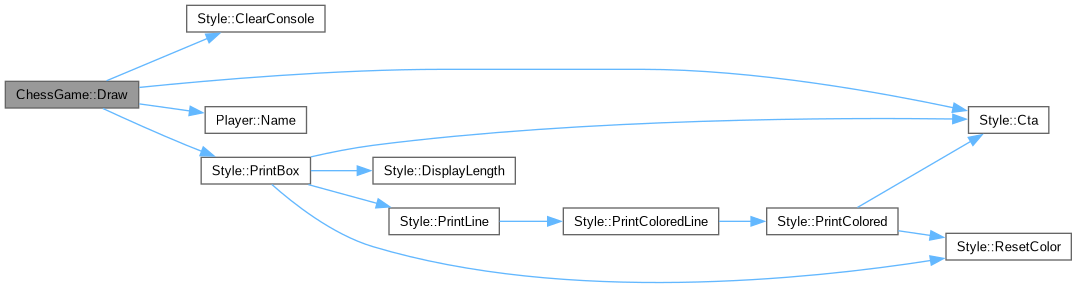 Style::ClearConsole
ChessGame::Draw
Player::Name
Style::Cta
Style::PrintBox
Style::DisplayLength
Style::PrintLine
Style::PrintColoredLine
Style::PrintColored
Style::ResetColor